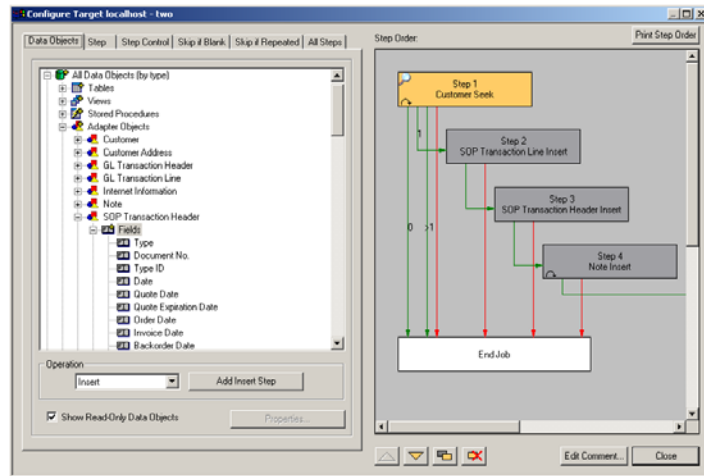 Configure Target localhost - two
Data Objects Step Step Control Skip if Blank Skip if Repeated All Steps
Step Order:
Print Step Order
All Data Objects (by type)
Tables
Views
Stored Procedures
Adapter Objects
Customer
Customer Address
GL Transaction Header
GL Transaction Line
Internet Information
Note
SOP Transaction Header
Fields
Type
Document No.
Type ID
Date
Quote Date
Quote Expiration Date
Order Date
Invoice Date
Backorder Date
Operation
Insert
Add Insert Step
Show Read-Only Data Objects
Properties...
Step 1
Customer Seek
1
Step 2
SOP Transaction Line Insert
Step 3
SOP Transaction Header Insert
0
>1
Step 4
Note Insert
End Job
Edit Comment...
Close